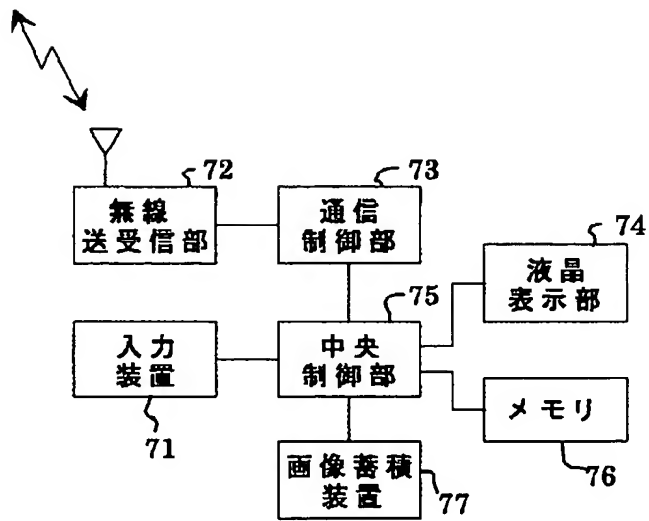 72
無線
送受信部
73
通信
制御部
74
液晶
表示部
75
中央
制御部
入力
装置
71
メモリ
76
画像蓄積
装置
77